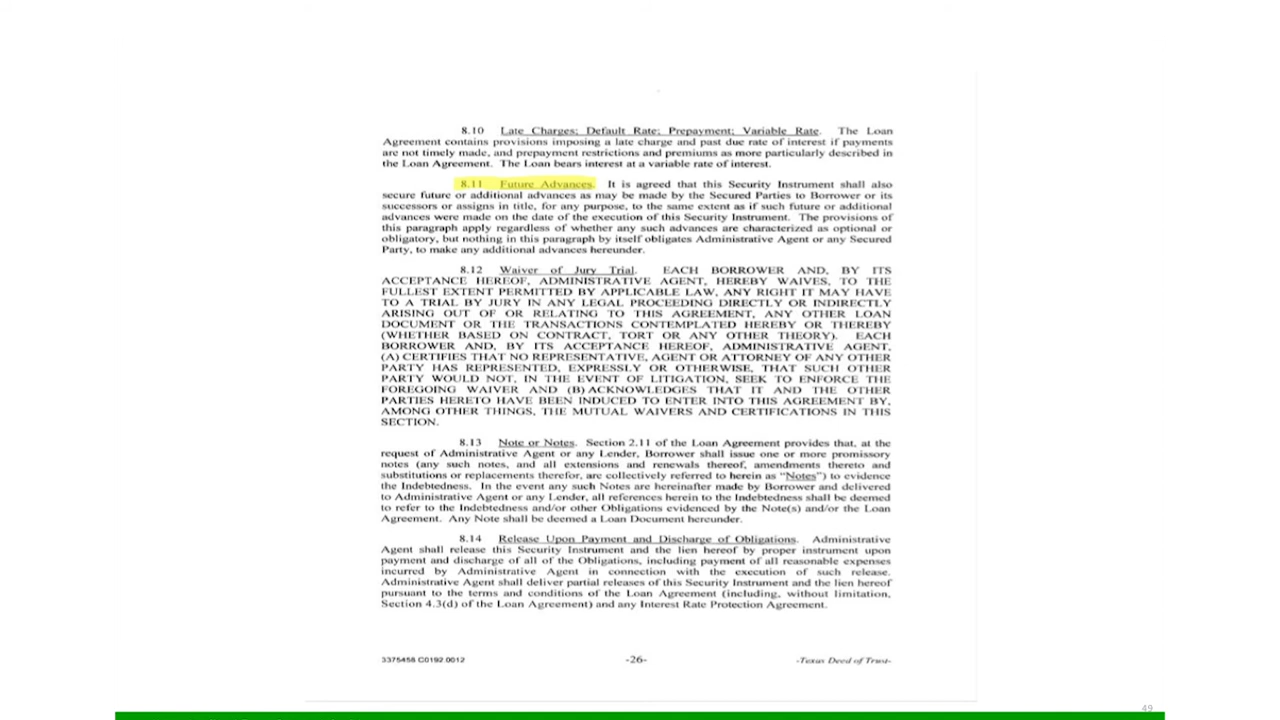 8.10 Late Charges; Default Rate; Prepayment; Variable Rate. The Loan
Agreement contains provisions imposing a late charge and past due rate of interest if payments
are not timely made, and prepayment restrictions and premiums as more particularly described in
the Loan Agreement. The Loan bears interest at a variable rate of interest.
8.11 Future Advances. It is agreed that this Security Instrument shall also
secure future or additional advances as may be made by the Secured Parties to Borrower or its
successors or assigns in title, for any purpose, to the same extent as if such future or additional
advances were made on the date of the execution of this Security Instrument. The provisions of
this paragraph apply regardless of whether any such advances are characterized as optional or
obligatory, but nothing in this paragraph by itself obligates Administrative Agent or any Secured
Party, to make any additional advances hereunder.
8.12 Waiver of Jury Trial. EACH BORROWER AND, BY ITS
ACCEPTANCE HEREOF, ADMINISTRATIVE AGENT, HEREBY WAIVES, TO THE
FULLEST EXTENT PERMITTED BY APPLICABLE LAW, ANY RIGHT IT MAY HAVE
TO A TRIAL BY JURY IN ANY LEGAL PROCEEDING DIRECTLY OR INDIRECTLY
ARISING OUT OF OR RELATING TO THIS AGREEMENT, ANY OTHER LOAN
DOCUMENT OR THE TRANSACTIONS CONTEMPLATED HEREBY OR THEREBY
(WHETHER BASED ON CONTRACT, TORT OR ANY OTHER THEORY). EACH
BORROWER AND, BY ITS ACCEPTANCE HEREOF, ADMINISTRATIVE AGENT,
(A) CERTIFIES THAT NO REPRESENTATIVE, AGENT OR ATTORNEY OF ANY OTHER
PARTY HAS REPRESENTED, EXPRESSLY OR OTHERWISE, THAT SUCH OTHER
PARTY WOULD NOT, IN THE EVENT OF LITIGATION, SEEK TO ENFORCE THE
FOREGOING WAIVER AND (B) ACKNOWLEDGES THAT IT AND THE OTHER
PARTIES HERETO HAVE BEEN INDUCED TO ENTER INTO THIS AGREEMENT BY,
AMONG OTHER THINGS, THE MUTUAL WAIVERS AND CERTIFICATIONS IN THIS
SECTION.
8.13 Note or Notes. Section 2.11 of the Loan Agreement provides that, at the
request of Administrative Agent or any Lender, Borrower shall issue one or more promissory
notes (any such notes, and all extensions and renewals thereof, amendments thereto and
substitutions or replacements therefor, are collectively referred to herein as “Notes”) to evidence
the Indebtedness. In the event any such Notes are hereinafter made by Borrower and delivered
to Administrative Agent or any Lender, all references herein to the Indebtedness shall be deemed
to refer to the Indebtedness and/or other Obligations evidenced by the Note(s) and/or the Loan
Agreement. Any Note shall be deemed a Loan Document hereunder.
8.14 Release Upon Payment and Discharge of Obligations. Administrative
Agent shall release this Security Instrument and the lien hereof by proper instrument upon
payment and discharge of all of the Obligations, including payment of all reasonable expenses
incurred by Administrative Agent in connection with the execution of such release.
Administrative Agent shall deliver partial releases of this Security Instrument and the lien hereof
pursuant to the terms and conditions of the Loan Agreement (including, without limitation,
Section 4.3(d) of the Loan Agreement) and any Interest Rate Protection Agreement.
3375458 C0192.0012 -26- -Texas Deed of Trust-
49